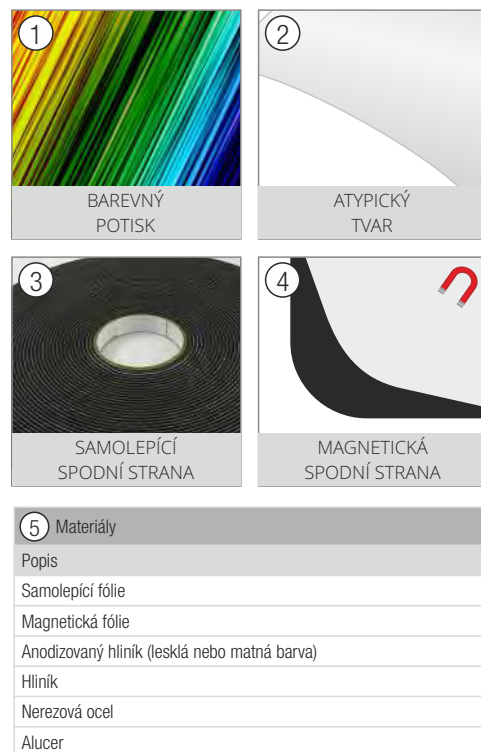 1
BAREVNÝ
POTISK
2
ATYPICKÝ
TVAR
3
SAMOLEPÍCÍ
SPODNÍ STRANA
4
MAGNETICKÁ
SPODNÍ STRANA
5 Materiály
Popis
Samolepící fólie
Magnetická fólie
Anodizovaný hliník (lesklá nebo matná barva)
Hliník
Nerezová ocel
Alucer